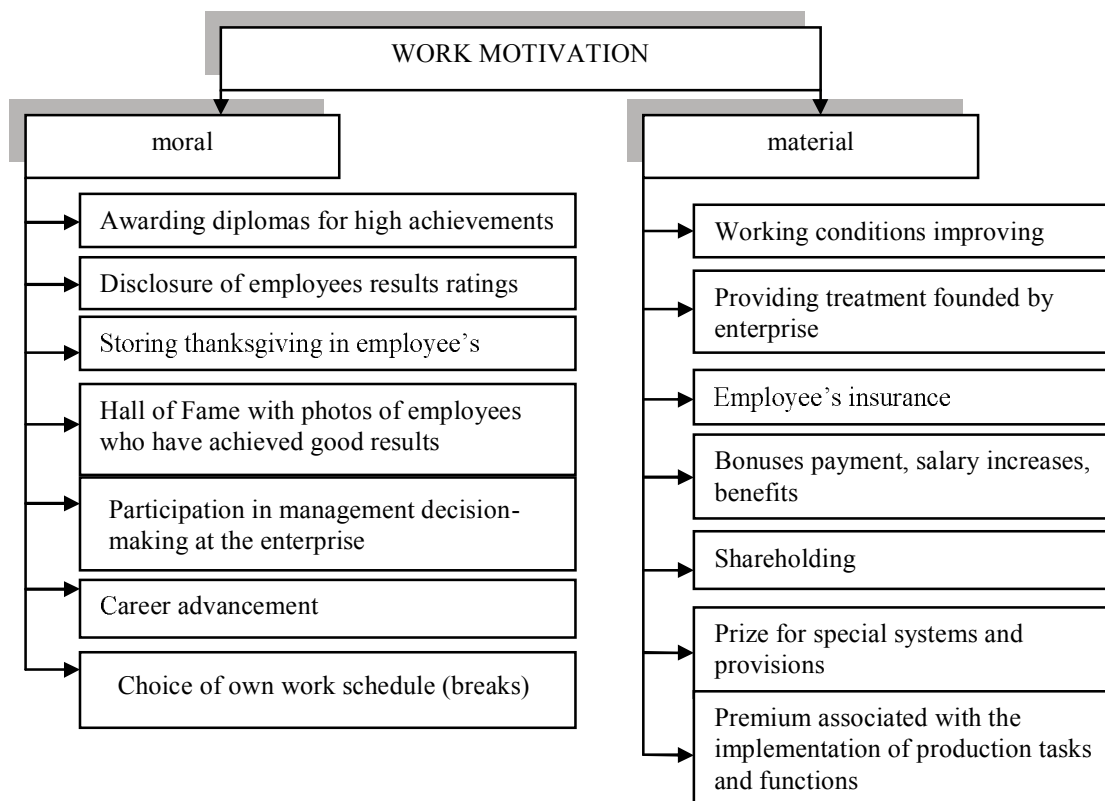 WORK MOTIVATION
moral
Awarding diplomas for high achievements
Disclosure of employees results ratings
Storing thanksgiving in employee’s
Hall of Fame with photos of employees
who have achieved good results
Participation in management decision-
making at the enterprise
Career advancement
Choice of own work schedule (breaks)
material
Working conditions improving
Providing treatment founded by
enterprise
Employee’s insurance
Bonuses payment, salary increases,
benefits
Shareholding
Prize for special systems and
provisions
Premium associated with the
implementation of production tasks
and functions